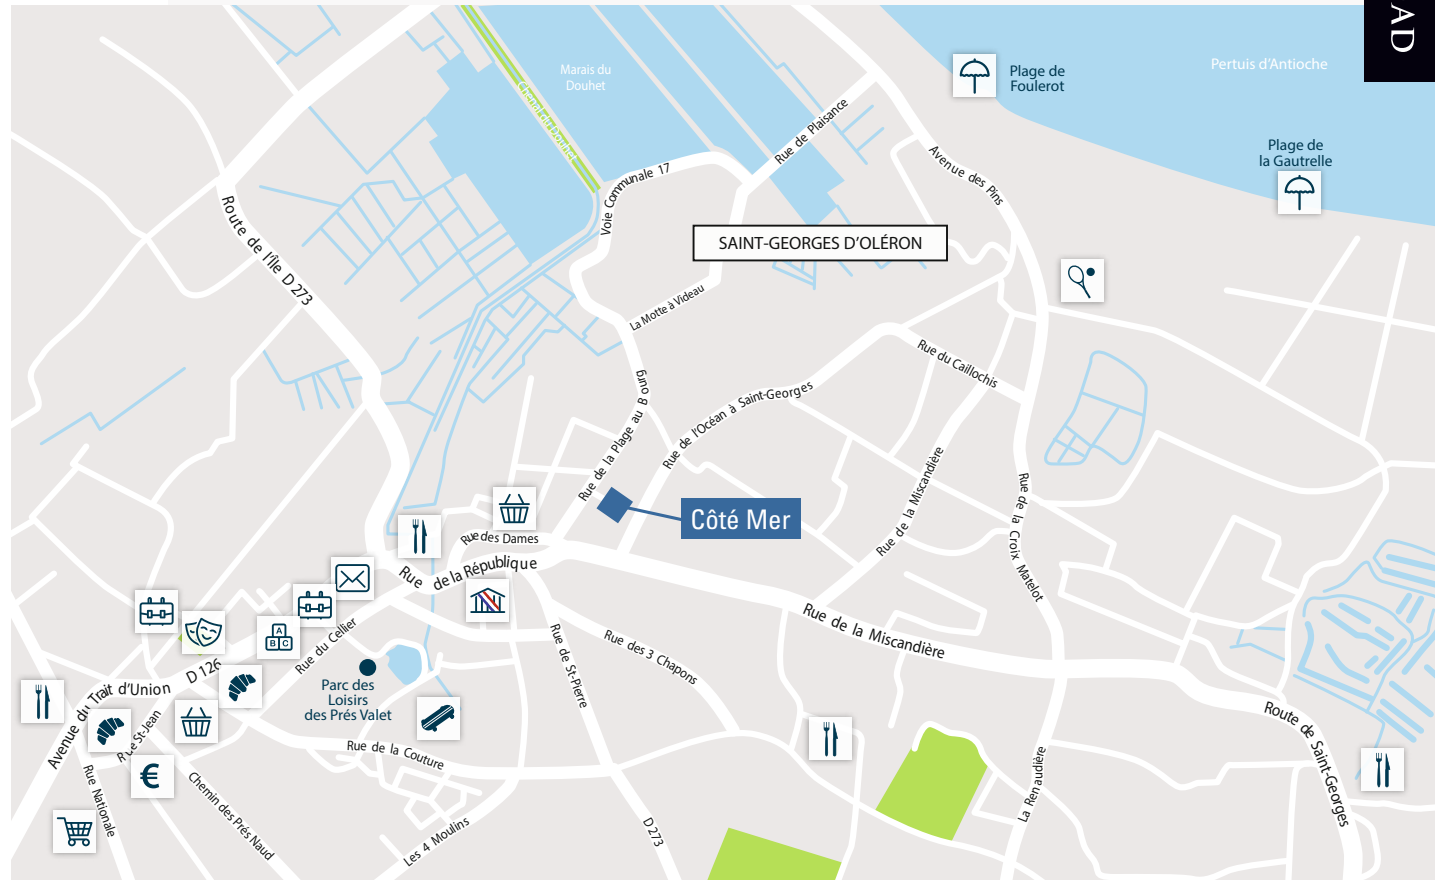 AD
Marais du
Douhet
Chenal du Douhet
Plage de
Foulerot
Pertuis d'Antioche
Plage de
la Gautrelle
Rue de Plaisance
Avenue des Pins
Voie Communale 17
Route de l'Île D 273
SAINT-GEORGES D'OLÉRON
La Motte à Videau
Rue du Caillochis
Rue de la Plage au Bourg
Rue de l'Océan à Saint-Georges
Rue de la Miscandière
Rue de la Croix Matelot
Côté Mer
Rue des Dames
Rue de la République
Rue de la Miscandière
Rue du Cellier
Rue de St-Pierre
Rue des 3 Chapons
A
B C
D 126
Avenue du Trait d'Union
Parc des
Loisirs
des Prés Valet
Rue St-Jean
Rue de la Couture
€
Rue Nationale
Chemin des Prés Naud
Les 4 Moulins
D 273
La Renaudière
Route de Saint-Georges